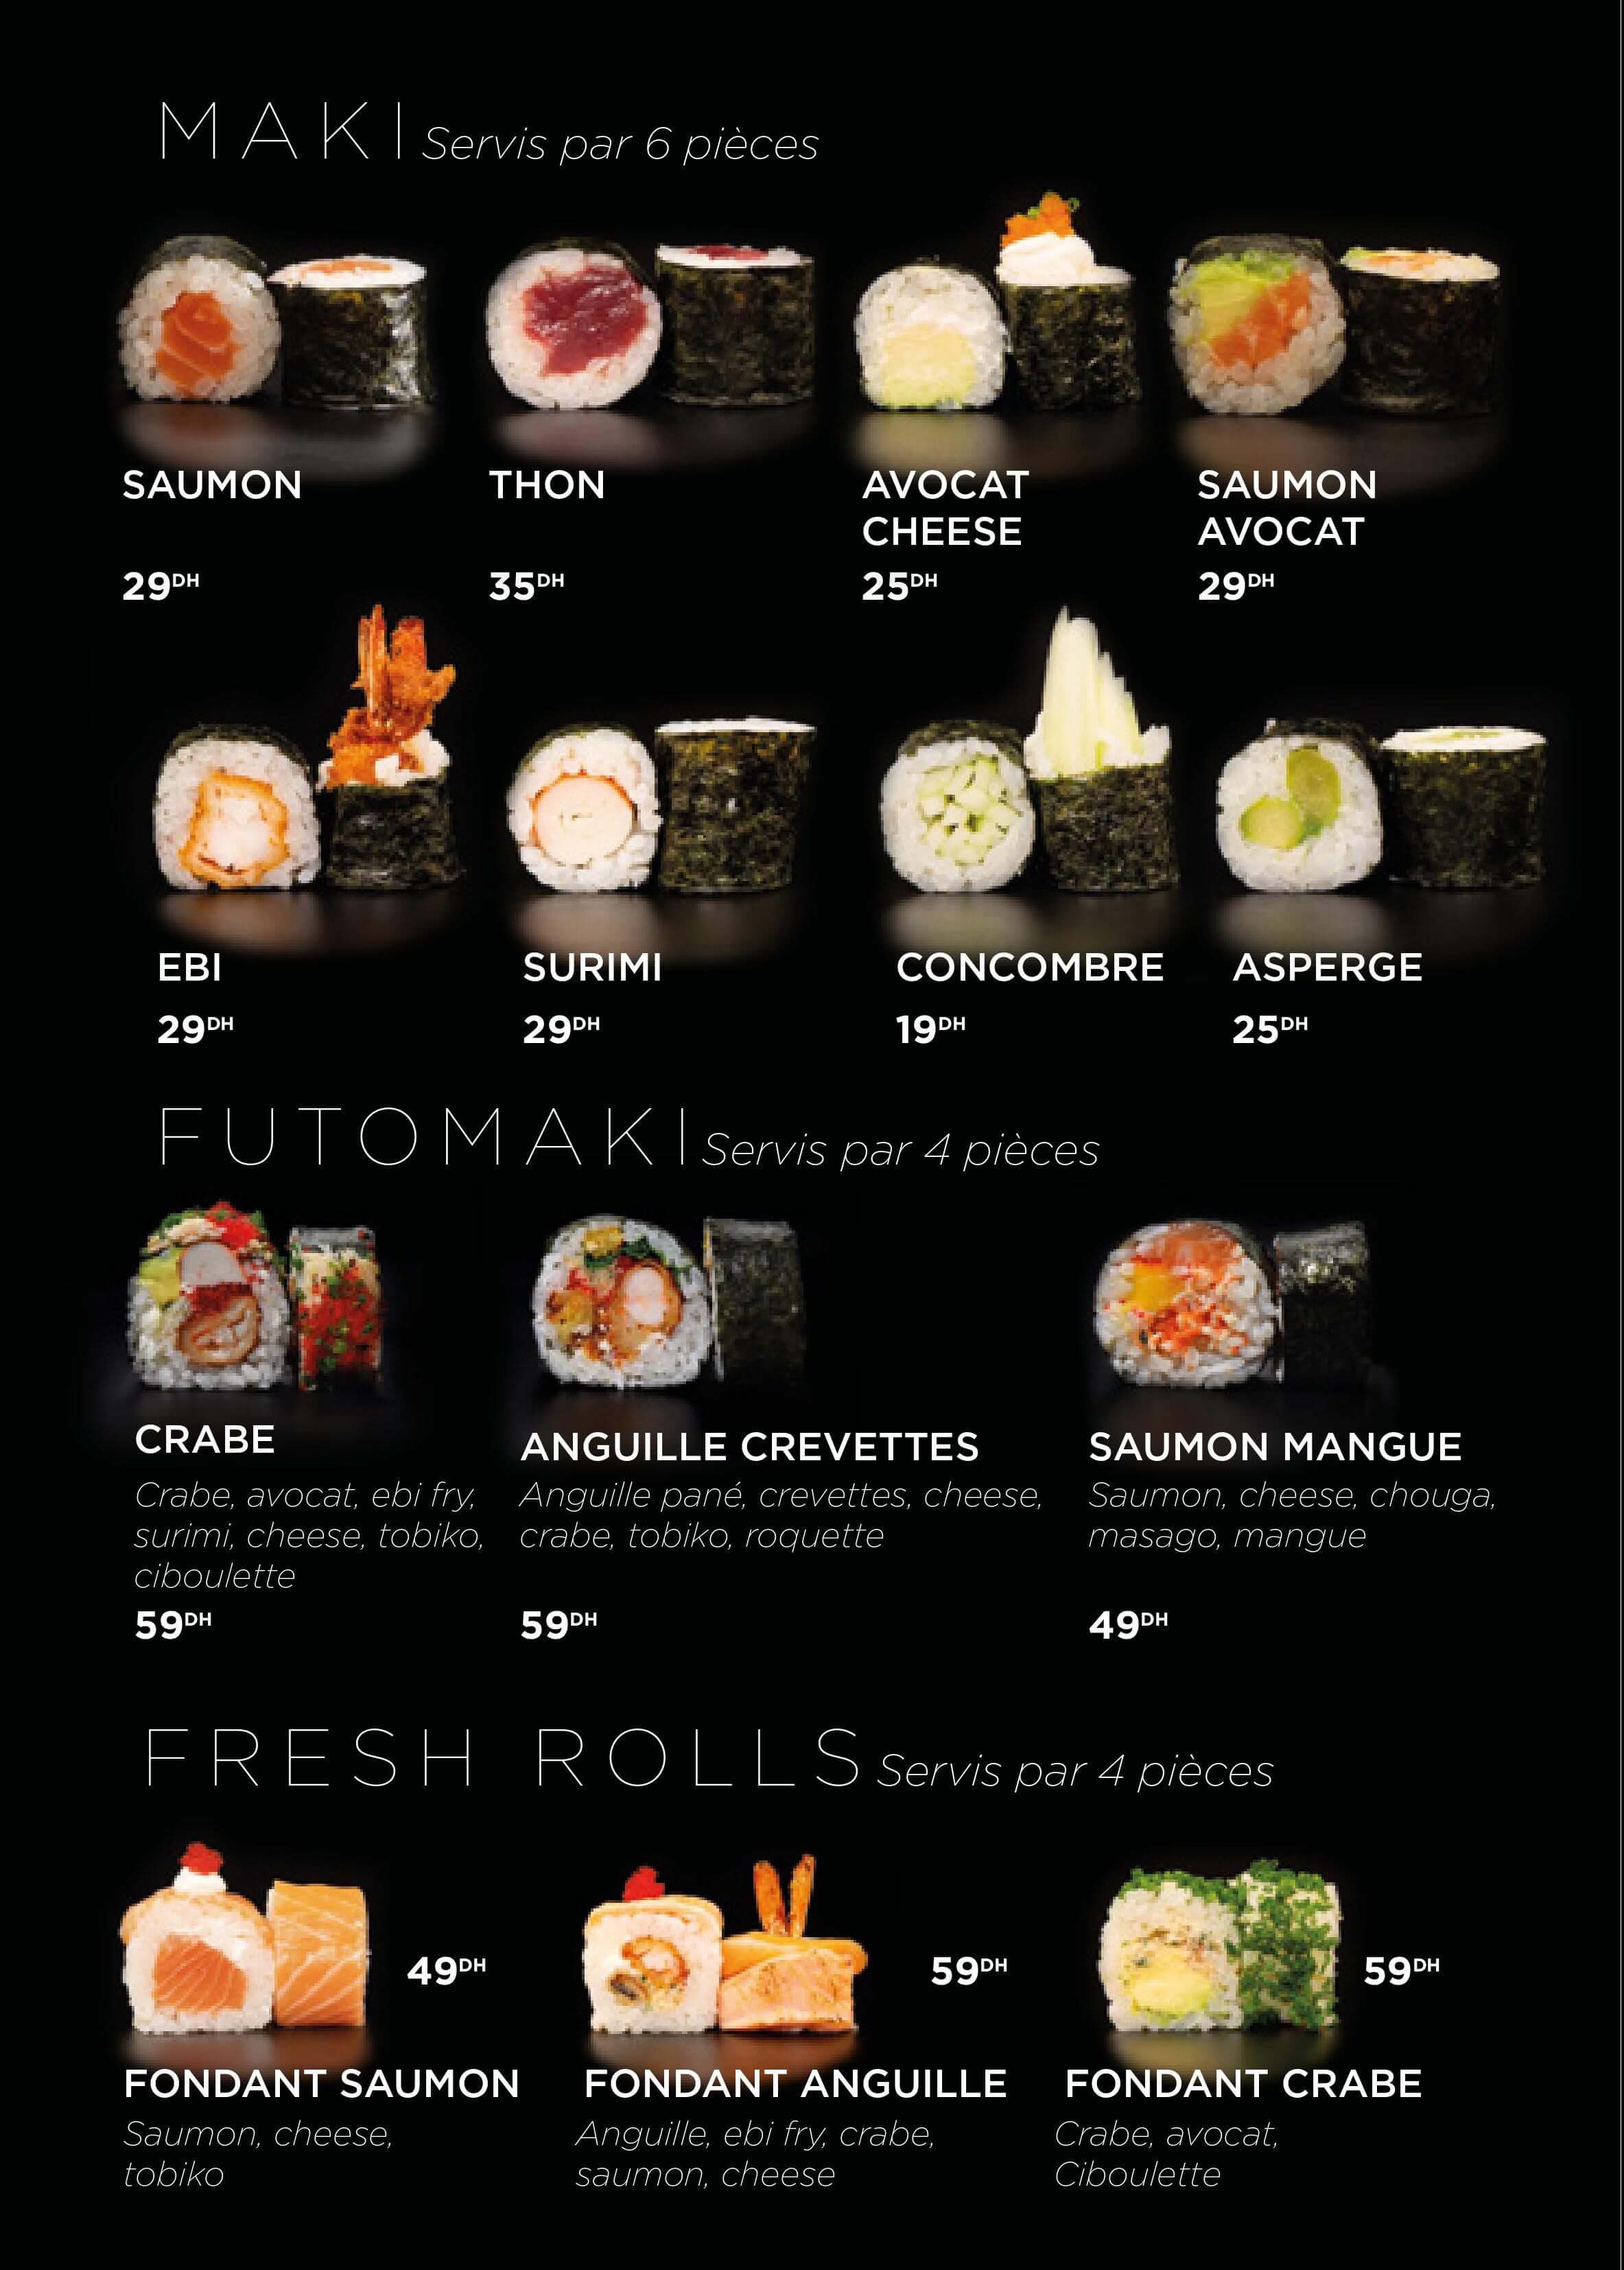 MAKI Servis par 6 pièces
SAUMON
29DH
THON
35DH
AVOCAT
CHEESE
25DH
SAUMON
AVOCAT
29DH
EBI
29DH
SURIMI
29DH
CONCOMBRE
19DH
ASPERGE
25DH
FUTOMAKI Servis par 4 pièces
CRABE
Crabe, avocat, ebi fry,
surimi, cheese, tobiko,
ciboulette
59DH
ANGUILLE CREVETTES
Anguille pané, crevettes, cheese,
crabe, tobiko, roquette
59DH
SAUMON MANGUE
Saumon, cheese, chouga,
masago, mangue
49DH
FRESH ROLLS Servis par 4 pièces
49DH
FONDANT SAUMON
Saumon, cheese,
tobiko
59DH
FONDANT ANGUILLE
Anguille, ebi fry, crabe,
saumon, cheese
59DH
FONDANT CRABE
Crabe, avocat,
Ciboulette